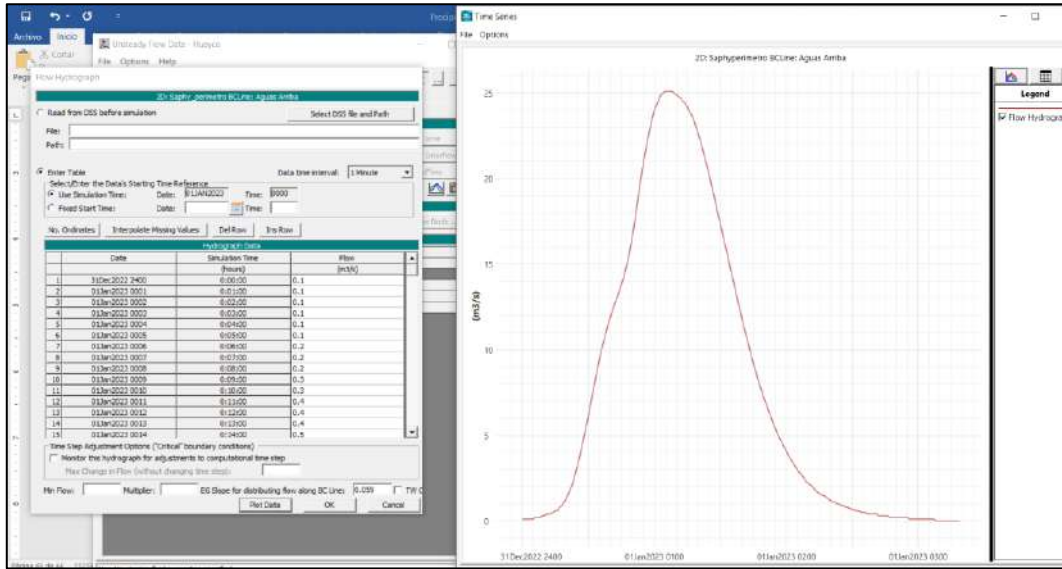 Archivo Inicio
Cortar
Unsteady Flow Data - Huayco
File Options Help
Flow Hydrograph
2D: Saphy_perimetro BCLine: Aguas Arriba
Read from DSS before simulation
Select DSS file and Path
File:
Path:
Enter Table
Data time interval: 1 Minute
Select/Enter the Data's Starting Time Reference
Use Simulation Time: Date: 01JAN2023 Time: 0000
Fixed Start Time: Date: Time:
No. Ordinates Interpolate Missing Values Del Row Ins Row
Hydrograph Data
Date Simulation Time Flow
(hours) (m3/s)
1 31Dec2022 2400 0:00:00 0.1
2 01Jan2023 0001 0:01:00 0.1
3 01Jan2023 0002 0:02:00 0.1
4 01Jan2023 0003 0:03:00 0.1
5 01Jan2023 0004 0:04:00 0.1
6 01Jan2023 0005 0:05:00 0.1
7 01Jan2023 0006 0:06:00 0.2
8 01Jan2023 0007 0:07:00 0.2
9 01Jan2023 0008 0:08:00 0.2
10 01Jan2023 0009 0:09:00 0.3
11 01Jan2023 0010 0:10:00 0.3
12 01Jan2023 0011 0:11:00 0.4
13 01Jan2023 0012 0:12:00 0.4
14 01Jan2023 0013 0:13:00 0.4
15 01Jan2023 0014 0:14:00 0.5
Time Step Adjustment Options ("Critical" boundary conditions)
Monitor this hydrograph for adjustments to computational time step
Max Change in Flow (without changing time step):
Min Flow: Multiplier: EG Slope for distributing flow along BC Line: 0.059 TW C
Plot Data OK Cancel
Time Series
File Options
2D: Saphyperimetro BCLine: Aguas Arriba
Legend
Flow Hydrogra
(m3/s)
25
20
15
10
5
0
31Dec2022 2400 01Jan2023 0100 01Jan2023 0200 01Jan2023 0300